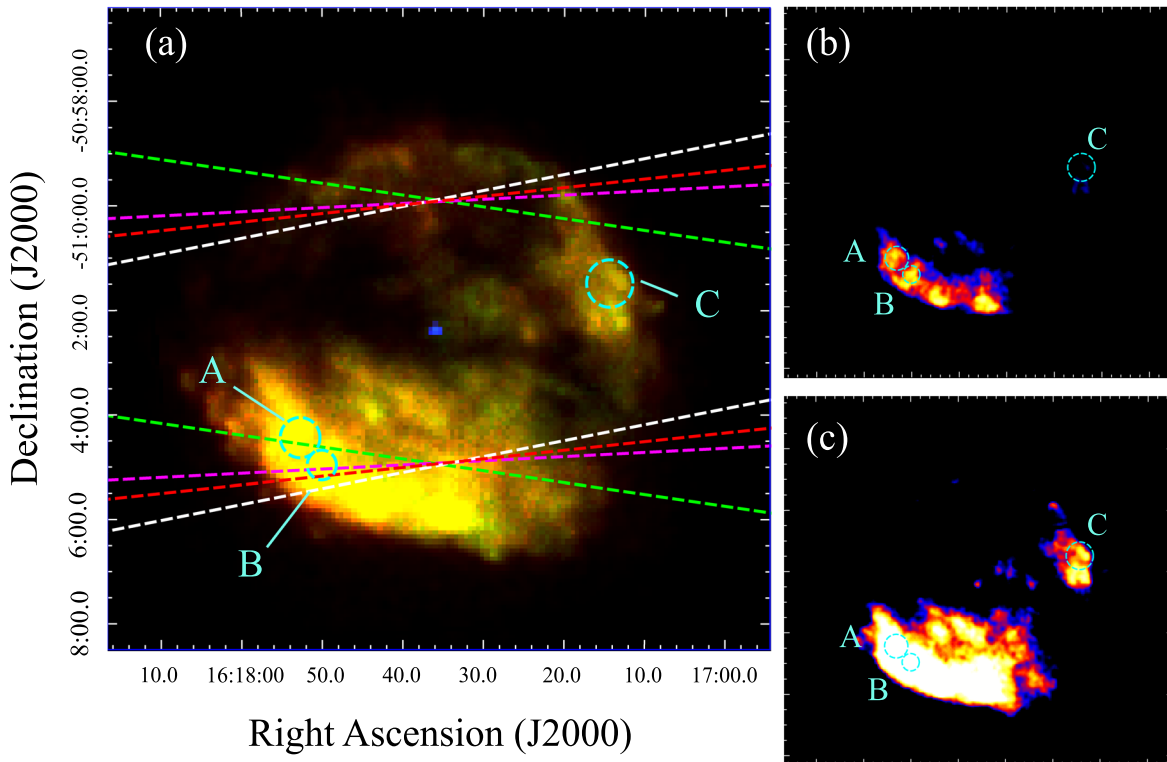 (a)
(b)
(c)
Declination (J2000)
-50:58:00.0
-51:00:00.0
2:00.0
4:00.0
6:00.0
8:00.0
10.0 16:18:00 50.0 40.0 30.0 20.0 10.0 17:00.0
Right Ascension (J2000)
A
B
C
C
A
B
C
A
B